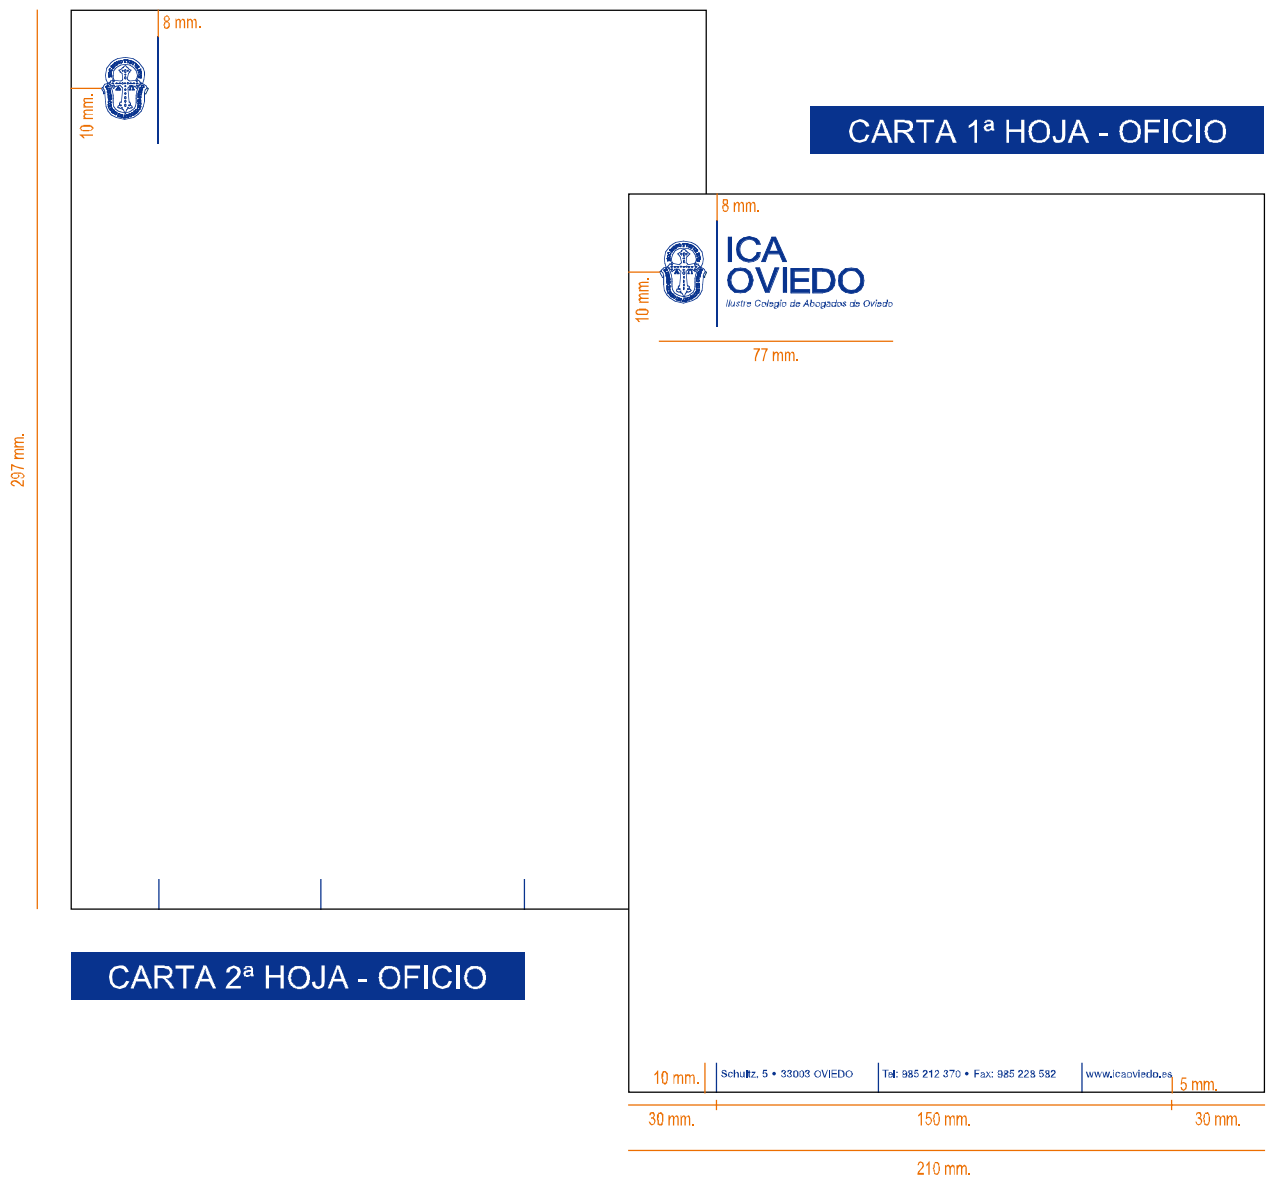 8 mm.
10 mm.
297 mm.
CARTA 2ª HOJA - OFICIO
CARTA 1ª HOJA - OFICIO
8 mm.
10 mm.
ICA
OVIEDO
Ilustre Colegio de Abogados de Oviedo
77 mm.
10 mm.
Schultz, 5 • 33003 OVIEDO
Tel: 985 212 370 • Fax: 985 228 582
www.icaoviedo.es
5 mm.
30 mm.
150 mm.
30 mm.
210 mm.